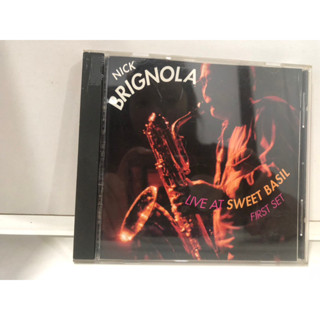 NICK
BRIGNOLA
LIVE AT SWEET BASIL
FIRST SET